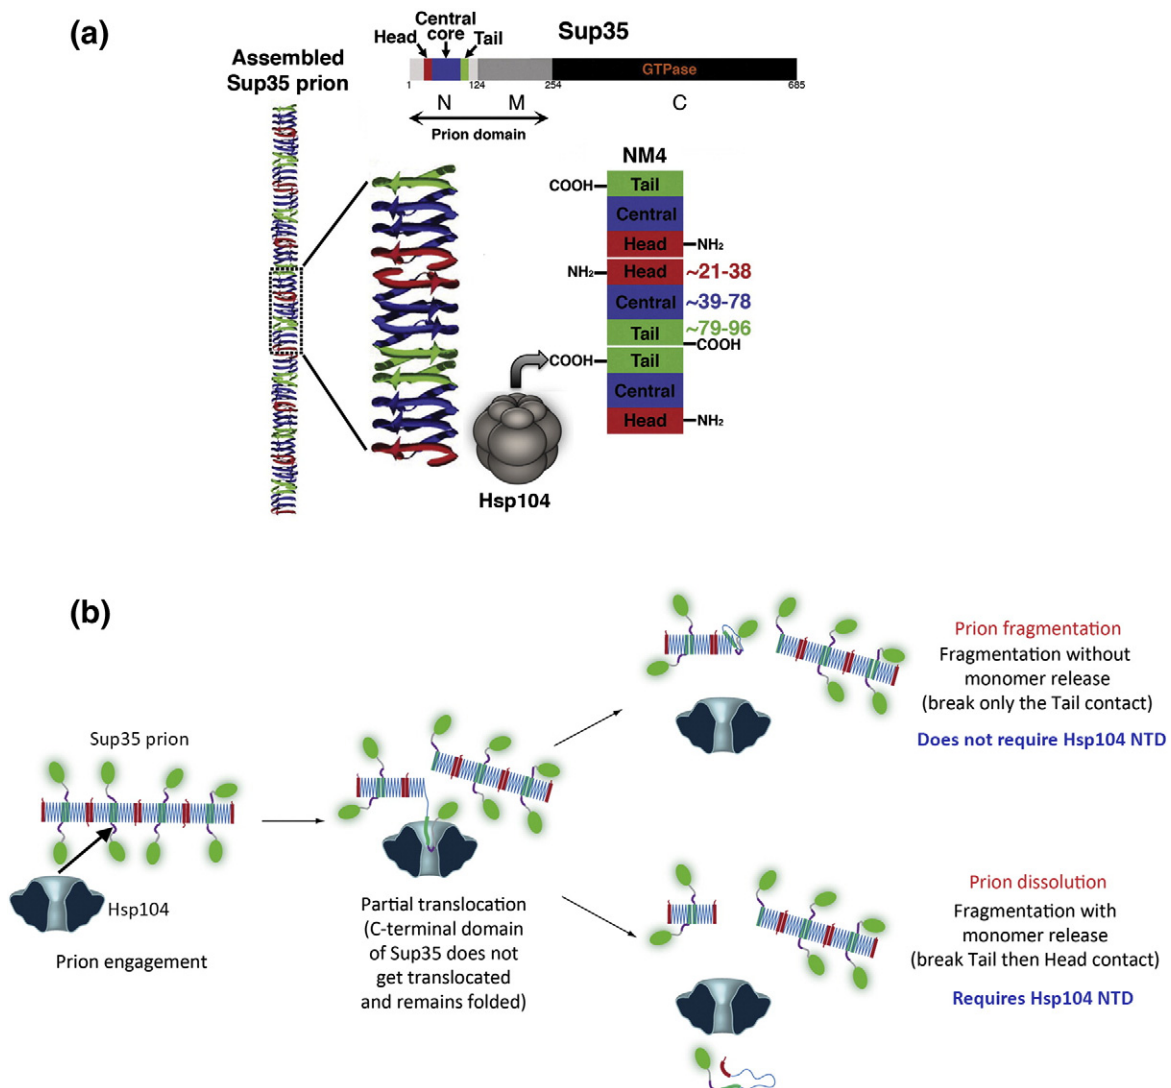 (a)
Central
core
Head
Tail
Sup35
Assembled
Sup35 prion
GTPase
1
124
254
685
N
M
C
Prion domain
NM4
COOH
Tail
Central
Head
NH₂
NH₂
Head
~21-38
Central
~39-78
Tail
~79-96
COOH
COOH
Tail
Central
Head
NH₂
Hsp104
(b)
Sup35 prion
Hsp104
Prion engagement
Partial translocation
(C-terminal domain
of Sup35 does not
get translocated
and remains folded)
Prion fragmentation
Fragmentation without
monomer release
(break only the Tail contact)
Does not require Hsp104 NTD
Prion dissolution
Fragmentation with
monomer release
(break Tail then Head contact)
Requires Hsp104 NTD